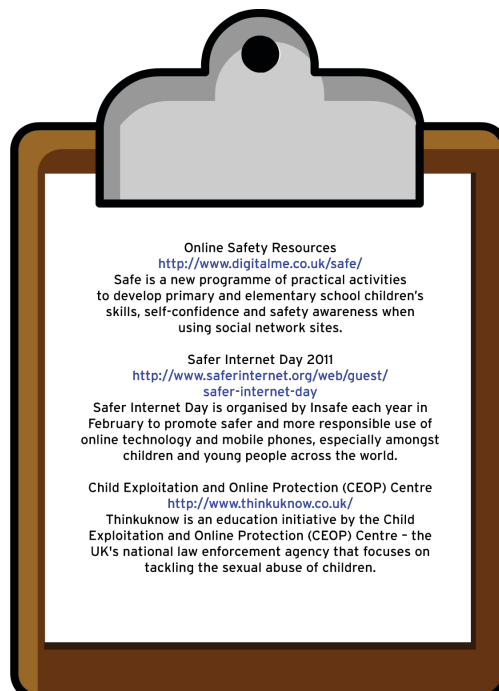 Online Safety Resources
http://www.digitalme.co.uk/safe/
Safe is a new programme of practical activities
to develop primary and elementary school children's
skills, self-confidence and safety awareness when
using social network sites.
Safer Internet Day 2011
http://www.saferinternet.org/web/guest/
safer-internet-day
Safer Internet Day is organised by Insafe each year in
February to promote safer and more responsible use of
online technology and mobile phones, especially amongst
children and young people across the world.
Child Exploitation and Online Protection (CEOP) Centre
http://www.thinkuknow.co.uk/
Thinkuknow is an education initiative by the Child
Exploitation and Online Protection (CEOP) Centre – the
UK's national law enforcement agency that focuses on
tackling the sexual abuse of children.